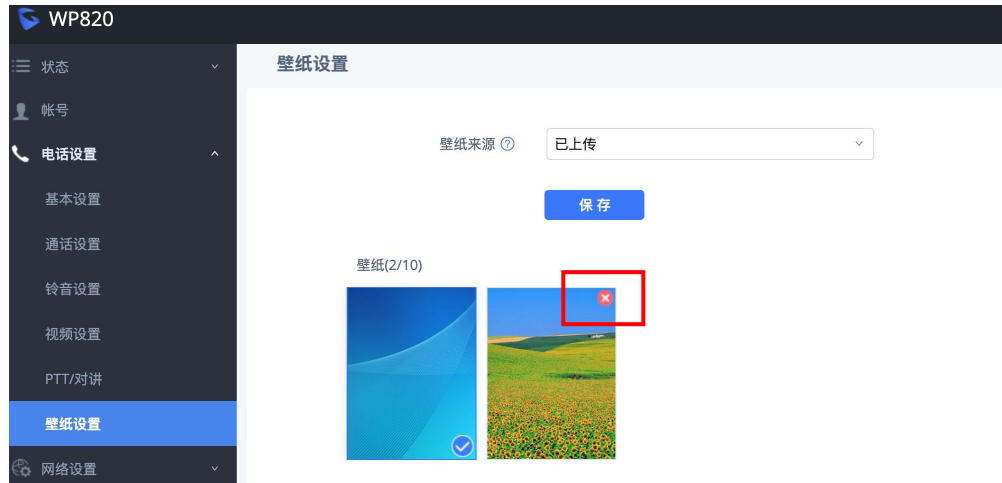 WP820
状态
帐号
电话设置
基本设置
通话设置
铃音设置
视频设置
PTT/对讲
壁纸设置
网络设置
壁纸设置
壁纸来源
已上传
保存
壁纸(2/10)